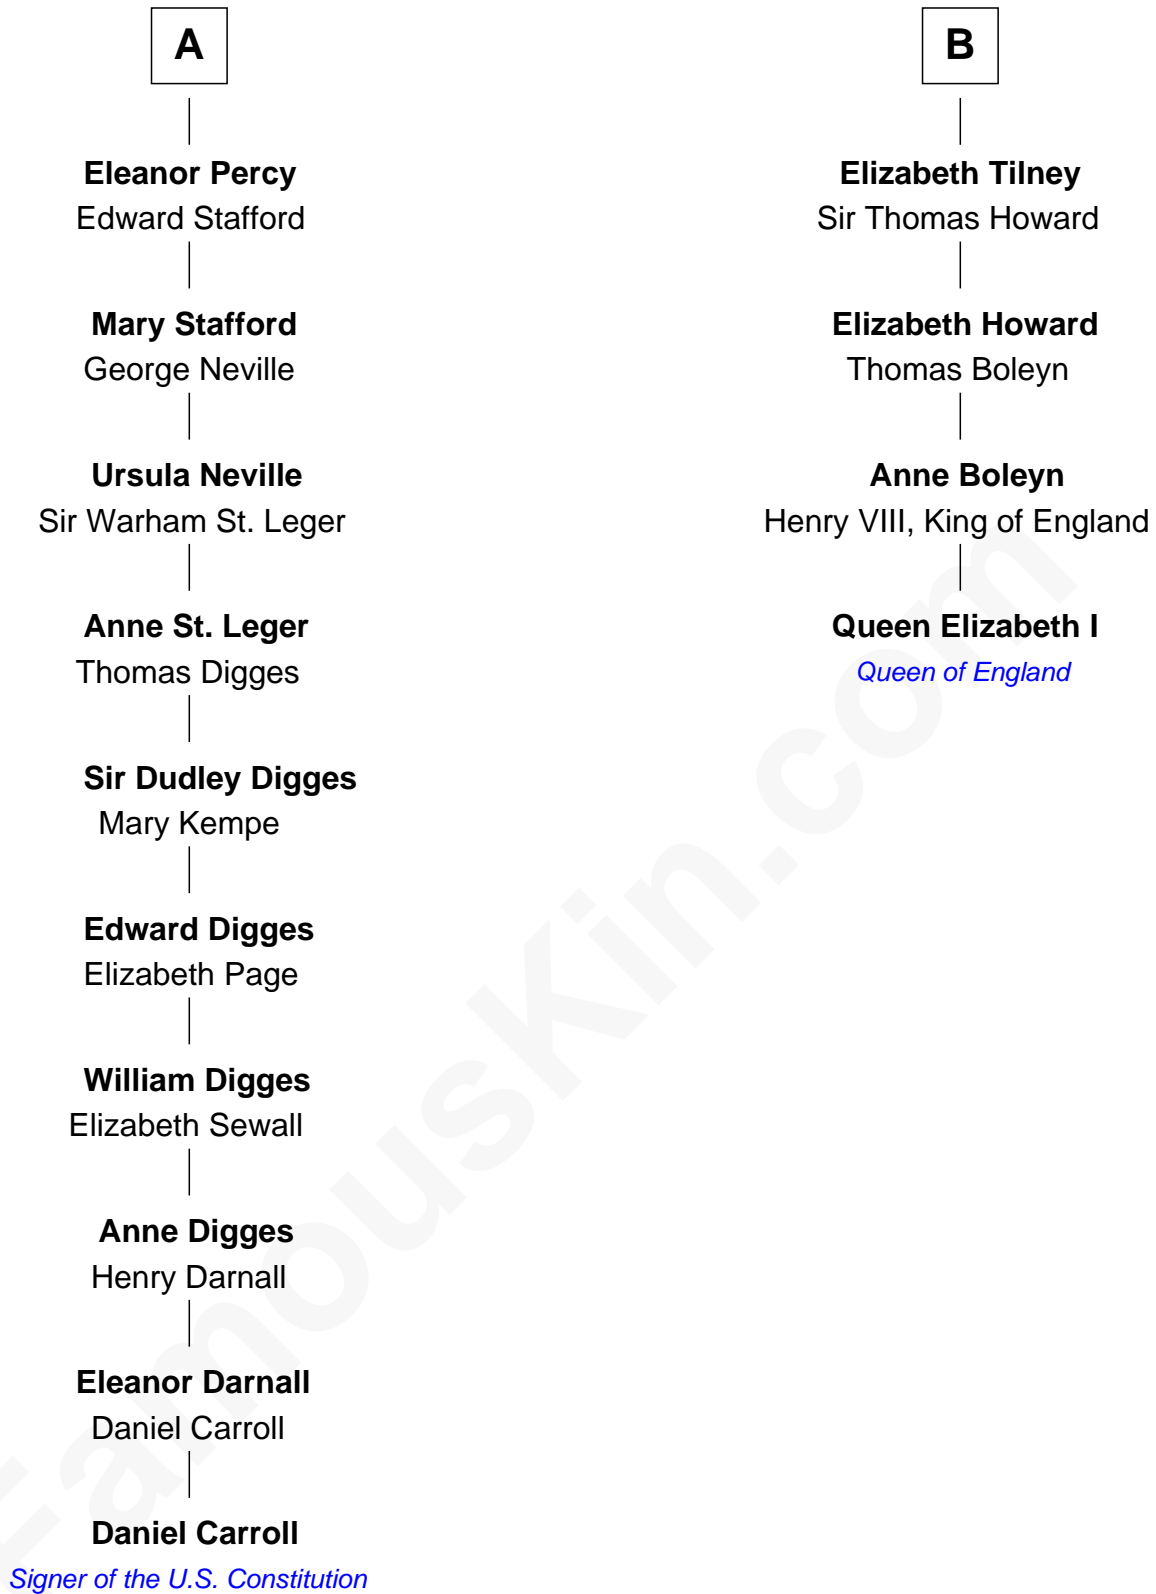 A
Eleanor Percy
Edward Stafford
Mary Stafford
George Neville
Ursula Neville
Sir Warham St. Leger
Anne St. Leger
Thomas Digges
Sir Dudley Digges
Mary Kempe
Edward Digges
Elizabeth Page
William Digges
Elizabeth Sewall
Anne Digges
Henry Darnall
Eleanor Darnall
Daniel Carroll
Daniel Carroll
Signer of the U.S. Constitution
B
Elizabeth Tilney
Sir Thomas Howard
Elizabeth Howard
Thomas Boleyn
Anne Boleyn
Henry VIII, King of England
Queen Elizabeth I
Queen of England
FamousKin.com